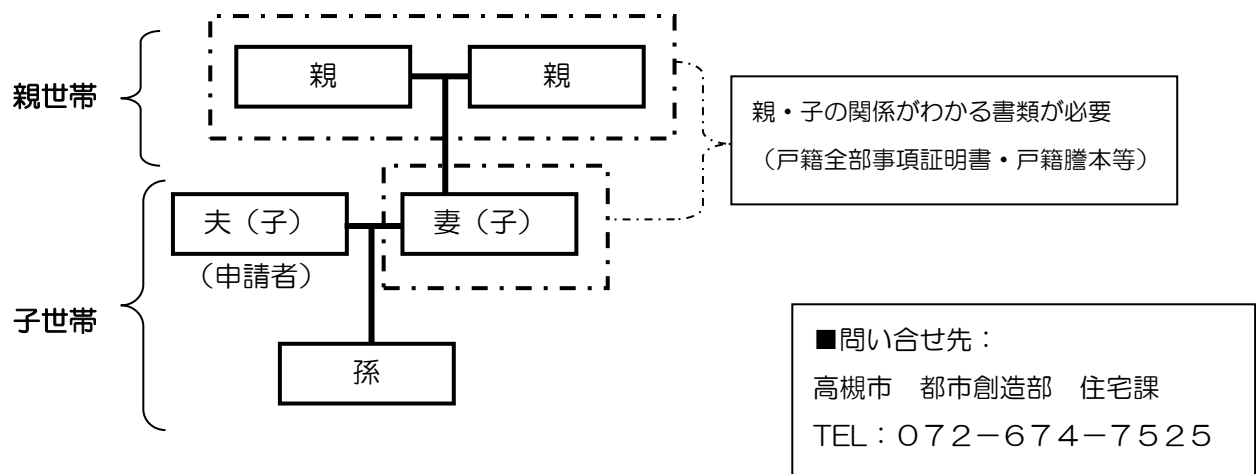 親世帯
親
親
親・子の関係がわかる書類が必要
（戸籍全部事項証明書・戸籍謄本等）
夫（子）
妻（子）
（申請者）
子世帯
孫
■問い合せ先：
高槻市　都市創造部　住宅課
TEL：０７２－６７４－７５２５